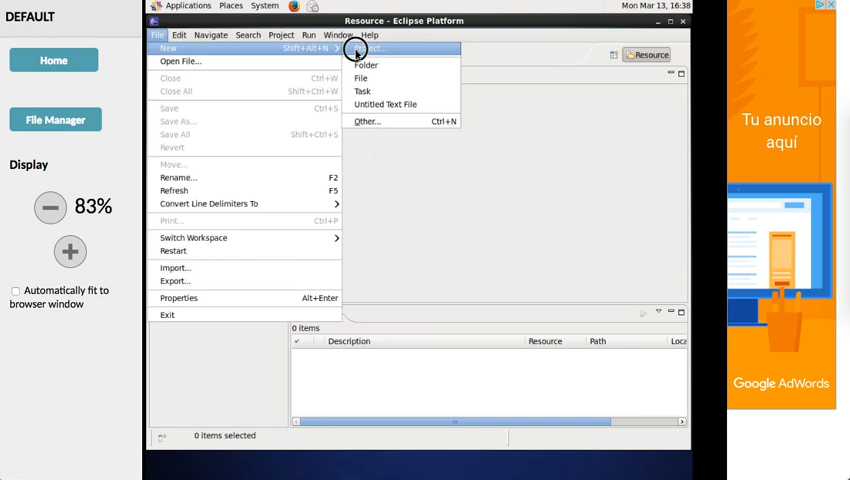 DEFAULT
Home
File Manager
Display
83%
Automatically fit to
browser window
Applications Places System
Mon Mar 13, 16:38
Resource - Eclipse Platform
File Edit Navigate Search Project Run Window Help
Resource
New Shift+Alt+N
Open File...
Close Ctrl+W
Close All Shift+Ctrl+W
Save Ctrl+S
Save As...
Save All Shift+Ctrl+S
Revert
Move...
Rename... F2
Refresh F5
Convert Line Delimiters To
Print... Ctrl+P
Switch Workspace
Restart
Import...
Export...
Properties Alt+Enter
Exit
Project...
Folder
File
Task
Untitled Text File
Other... Ctrl+N
0 items
Description Resource Path Loca
0 items selected
Tu anuncio
aquí
Google AdWords